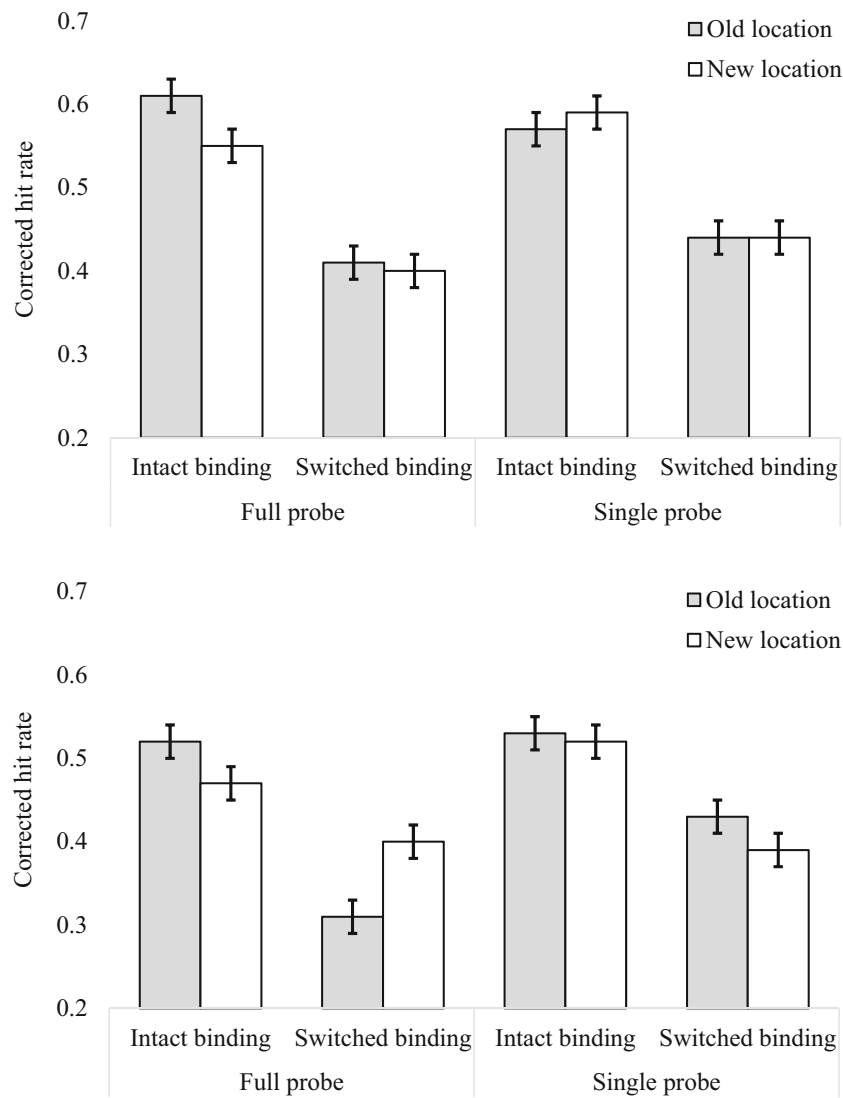 0.7
Old location
New location
0.6
0.5
0.4
0.3
0.2
Corrected hit rate
Intact binding Switched binding Intact binding Switched binding
Full probe Single probe
0.7
Old location
New location
0.6
0.5
0.4
0.3
0.2
Corrected hit rate
Intact binding Switched binding Intact binding Switched binding
Full probe Single probe